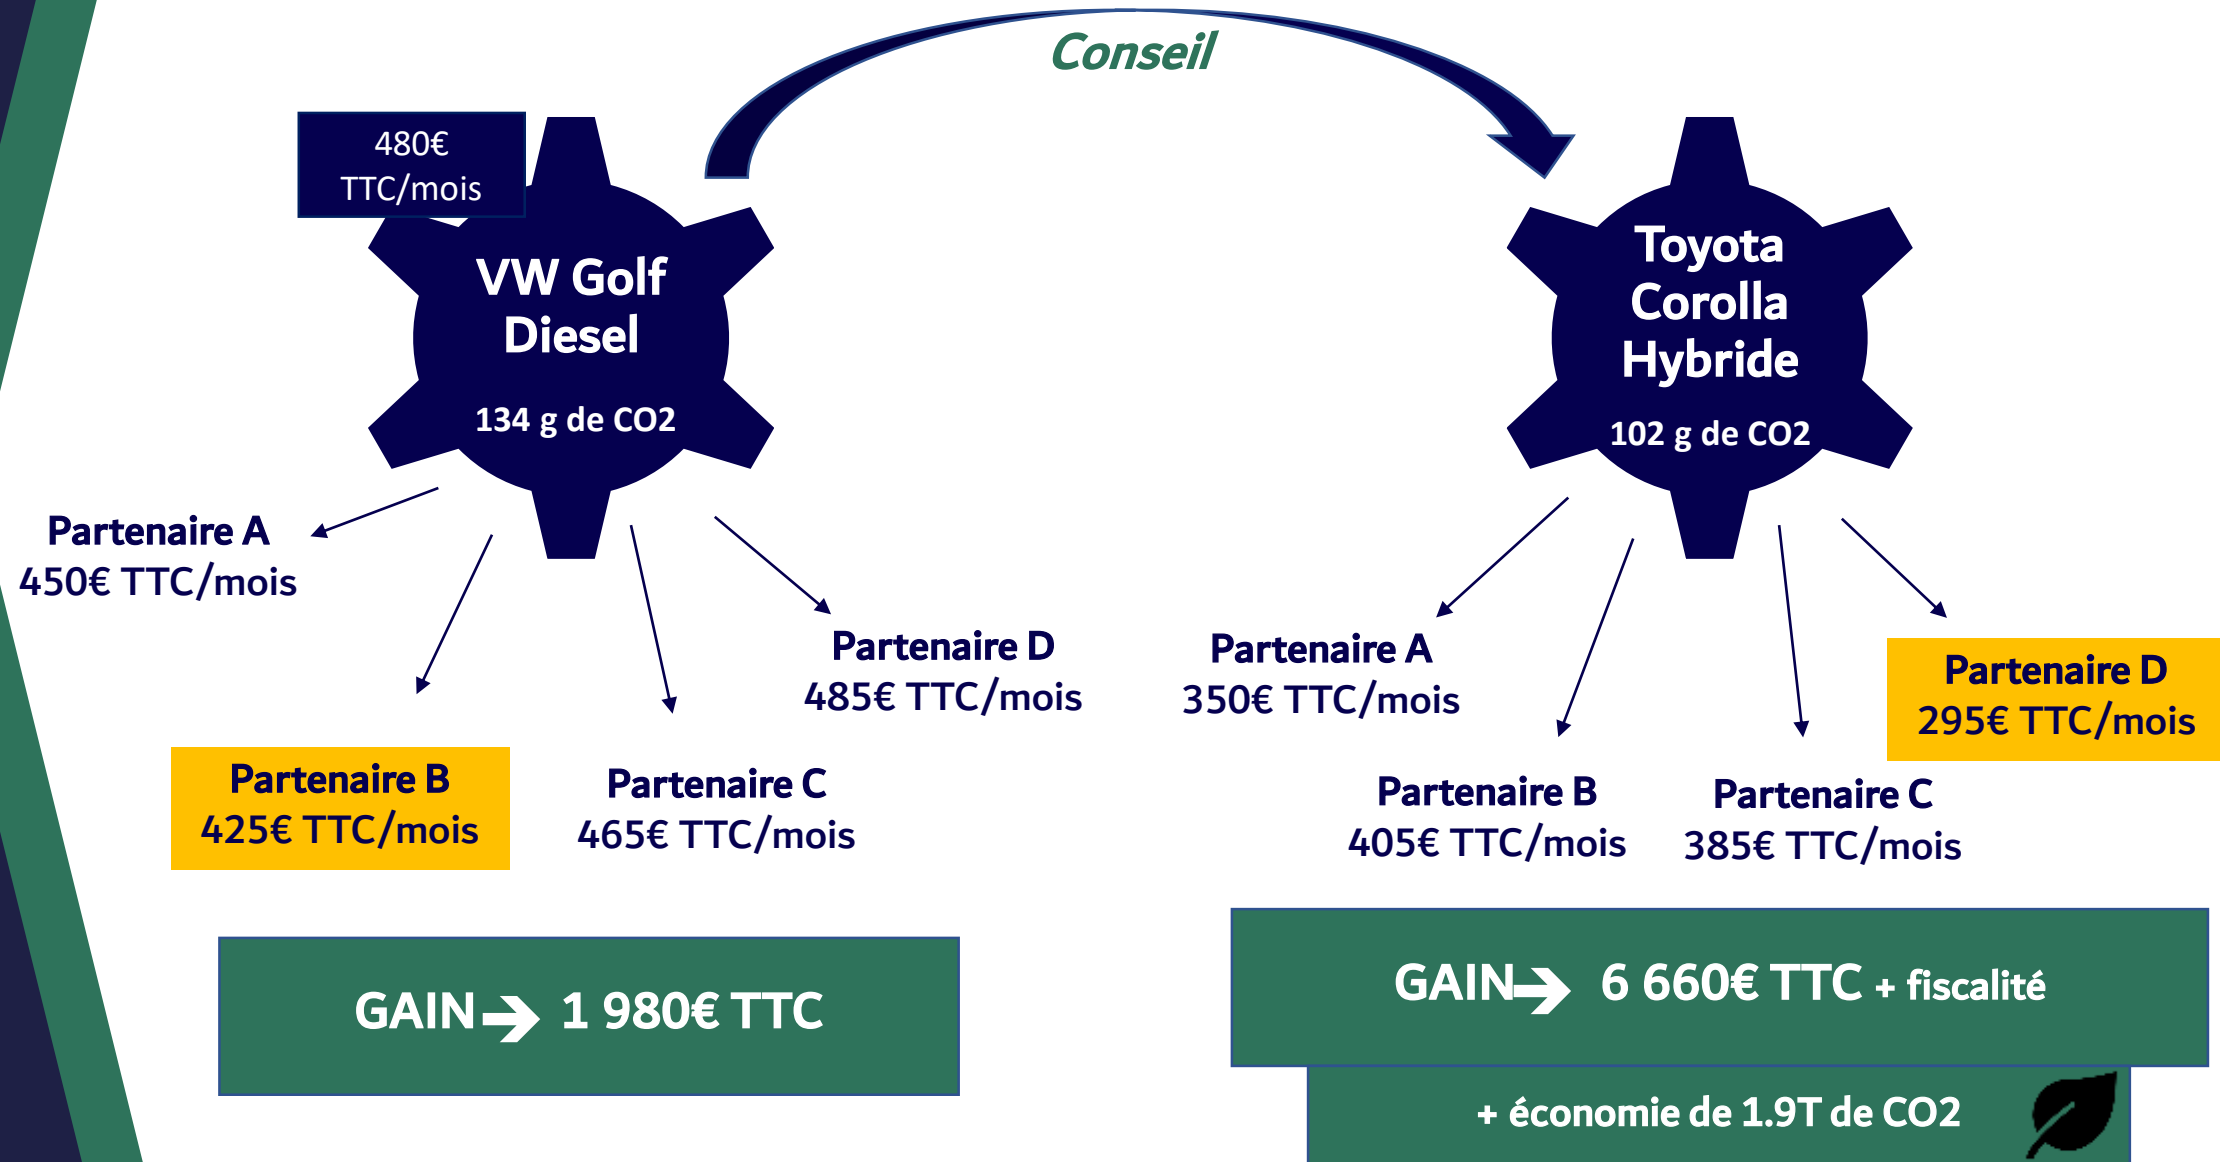 Conseil
480€
TTC/mois
VW Golf
Diesel
134 g de CO2
Partenaire A
450€ TTC/mois
Partenaire B
425€ TTC/mois
Partenaire C
465€ TTC/mois
Partenaire D
485€ TTC/mois
GAIN➔ 1 980€ TTC
Toyota
Corolla
Hybride
102 g de CO2
Partenaire A
350€ TTC/mois
Partenaire B
405€ TTC/mois
Partenaire C
385€ TTC/mois
Partenaire D
295€ TTC/mois
GAIN➔ 6 660€ TTC + fiscalité
+ économie de 1.9T de CO2